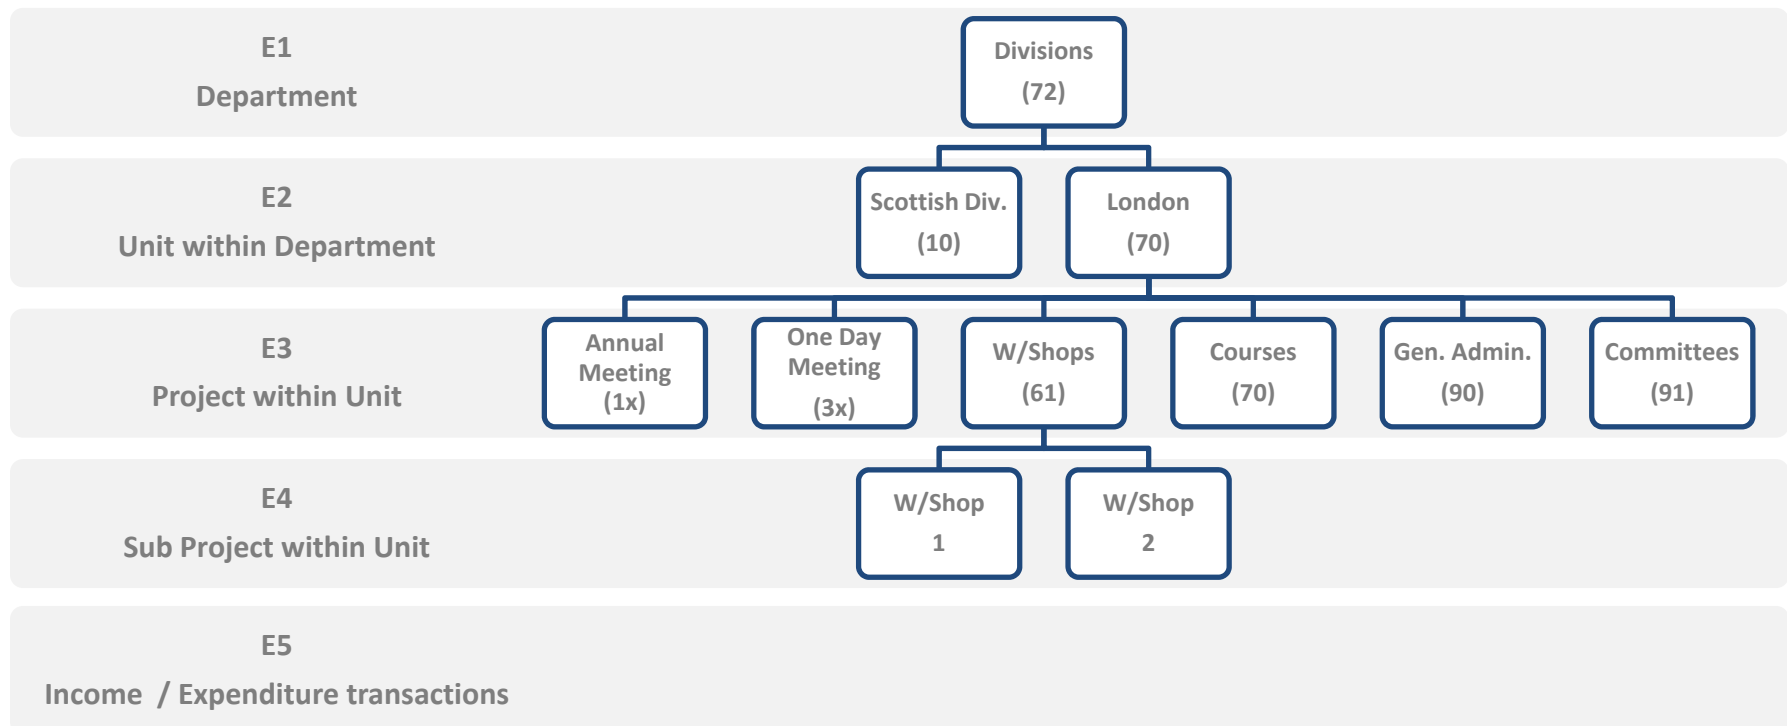 E1
Department
Divisions
(72)
E2
Unit within Department
Scottish Div.
(10)
London
(70)
E3
Project within Unit
Annual
Meeting
(1x)
One Day
Meeting
(3x)
W/Shops
(61)
Courses
(70)
Gen. Admin.
(90)
Committees
(91)
E4
Sub Project within Unit
W/Shop
1
W/Shop
2
E5
Income / Expenditure transactions